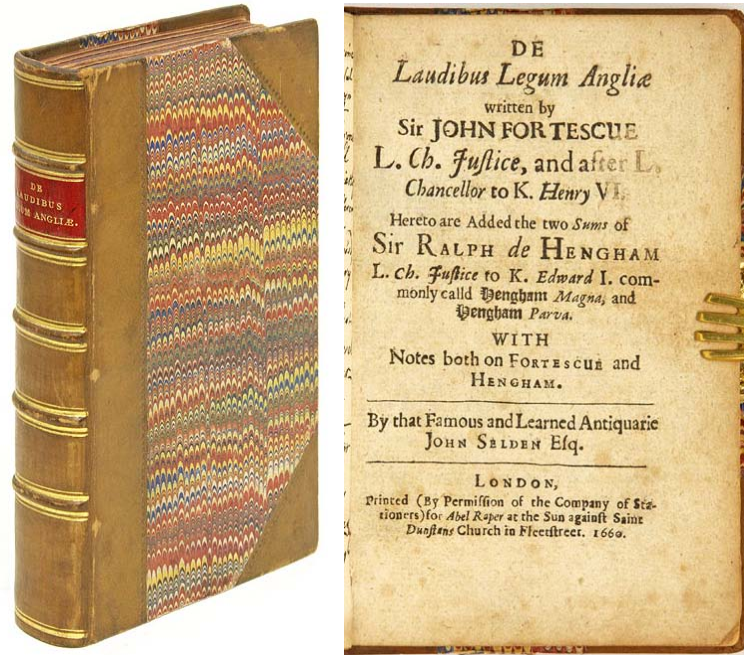 DE
LAUDIBUS
LEGUM ANGLIÆ.
DE
Laudibus Legum Angliæ
written by
Sir JOHN FORTESCUE
L. Ch. Juſtice, and after L.
Chancellor to K. Henry VI.
Hereto are Added the two Sums of
Sir RALPH de HENGHAM
L. Ch. Juſtice to K. Edward I. com-
monly calld Hengham Magna, and
Hengham Parva.
WITH
Notes both on FORTESCUE and
HENGHAM.
By that Famous and Learned Antiquarie
JOHN SELDEN Eſq.
LONDON,
Printed (By Permiſſion of the Company of Sta-
tioners) for Abel Raper at the Sun againſt Saint
Dunſtans Church in Fleetſtreet. 1660.